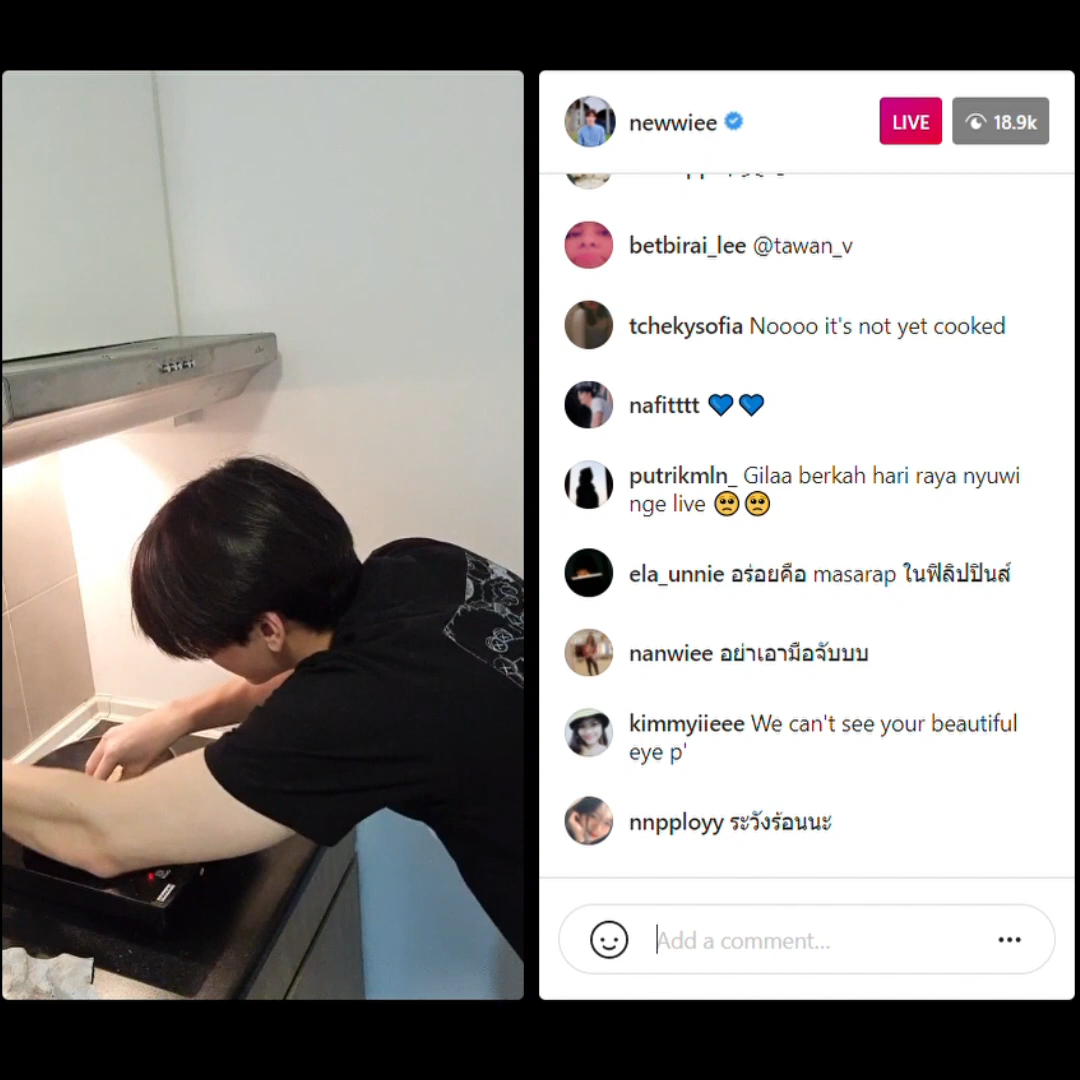 newwiee
LIVE
18.9k
betbirai_lee @tawan_v
tchekysofia Noooo it's not yet cooked
nafitttt 💙💙
putrikmln_ Gilaa berkah hari raya nyuwi
nge live 🥺🥺
ela_unnie อร่อยคือ masarap ในฟิลิปปินส์
nanwiee อย่าเอามือจับบบ
kimmyiieee We can't see your beautiful
eye p'
nnpployy ระวังร้อนนะ
Add a comment...